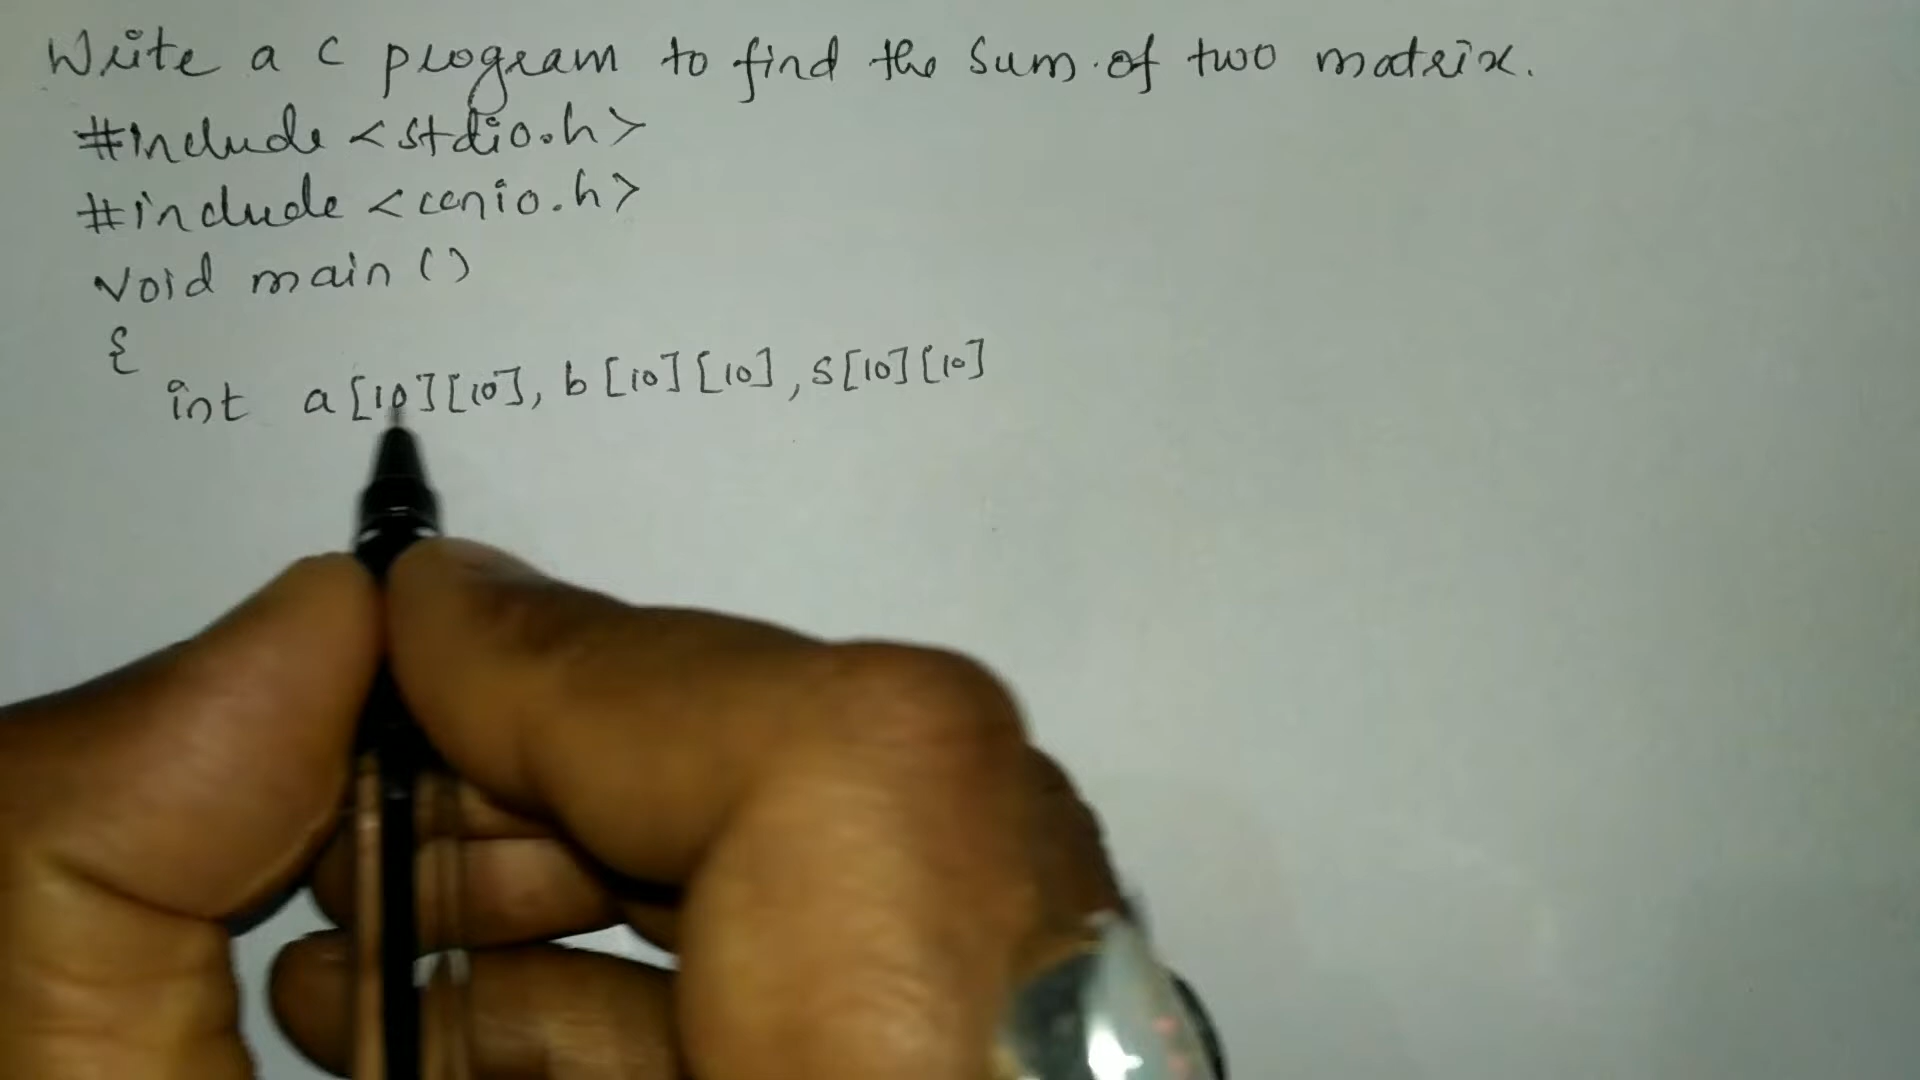 Write a C program to find the sum of two matrix.
#include <stdio.h>
#include <conio.h>
void main ()
{
int a[10][10], b[10][10], s[10][10]